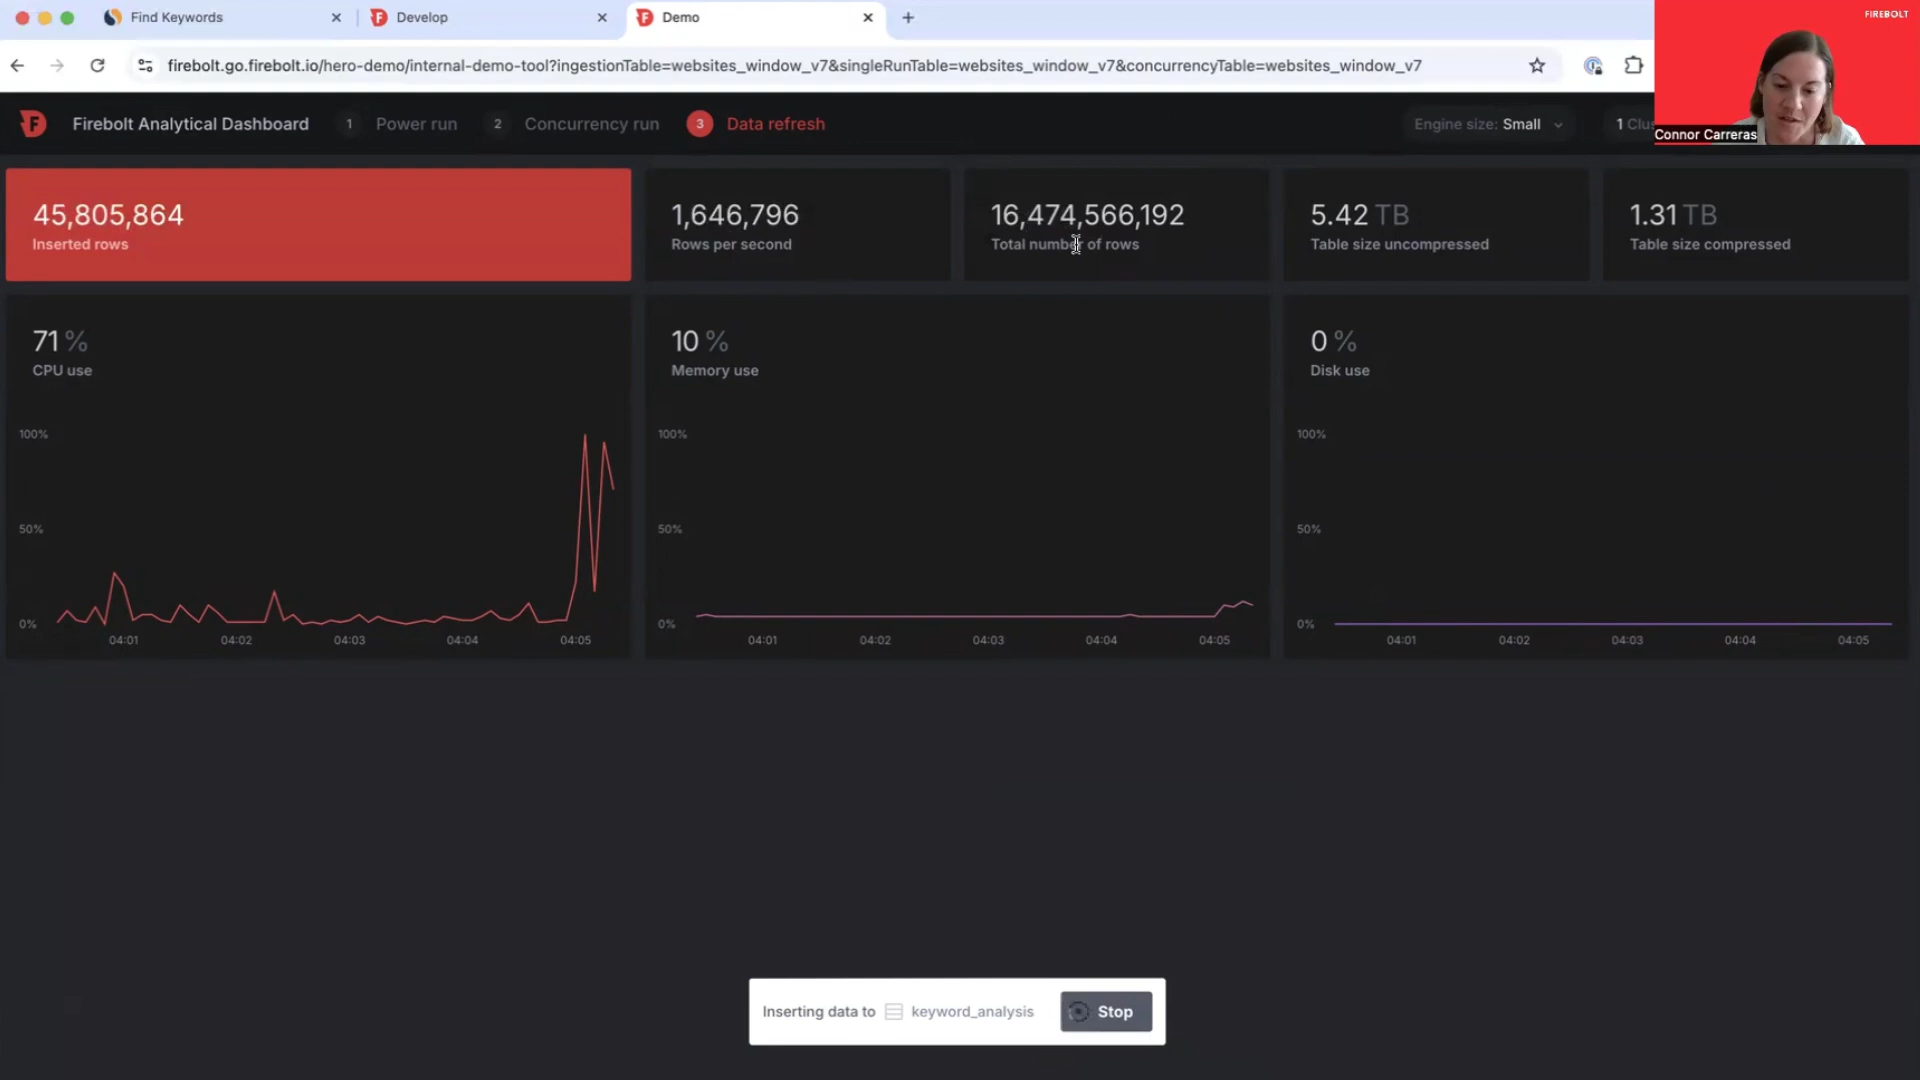 Find Keywords
Develop
Demo
FIREBOLT
firebolt.go.firebolt.io/hero-demo/internal-demo-tool?ingestionTable=websites_window_v7&singleRunTable=websites_window_v7&concurrencyTable=websites_window_v7
Firebolt Analytical Dashboard
1 Power run
2 Concurrency run
3 Data refresh
Engine size: Small
1 Clu
Connor Carreras
45,805,864
Inserted rows
1,646,796
Rows per second
16,474,566,192
Total number of rows
5.42 TB
Table size uncompressed
1.31 TB
Table size compressed
71 %
CPU use
100%
50%
0%
04:01 04:02 04:03 04:04 04:05
10 %
Memory use
100%
50%
0%
04:01 04:02 04:03 04:04 04:05
0 %
Disk use
100%
50%
0%
04:01 04:02 04:03 04:04 04:05
Inserting data to keyword_analysis
Stop